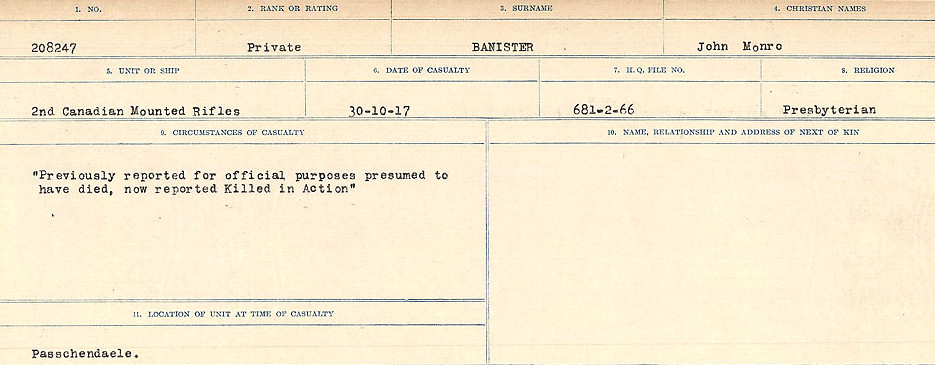 1. NO. 2. RANK OR RATING 3. SURNAME 4. CHRISTIAN NAMES
208247 Private BANISTER John Monro
5. UNIT OR SHIP 6. DATE OF CASUALTY 7. H. Q. FILE NO. 8. RELIGION
2nd Canadian Mounted Rifles 30-10-17 681-2-66 Presbyterian
9. CIRCUMSTANCES OF CASUALTY 10. NAME, RELATIONSHIP AND ADDRESS OF NEXT OF KIN
"Previously reported for official purposes presumed to
have died, now reported Killed in Action"
11. LOCATION OF UNIT AT TIME OF CASUALTY
Passchendaele.